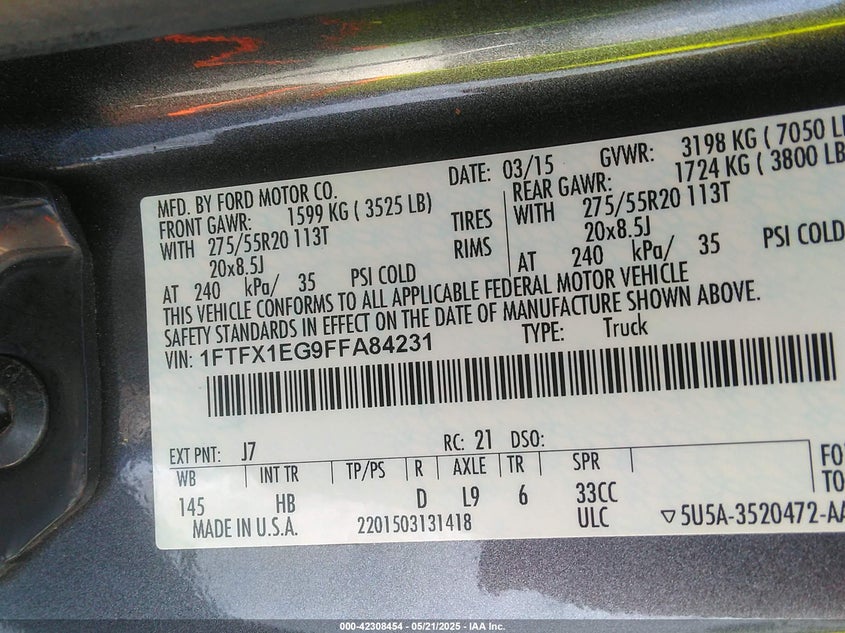 MFD. BY FORD MOTOR CO. DATE: 03/15 GVWR: 3198 KG ( 7050 L
FRONT GAWR: 1599 KG ( 3525 LB) REAR GAWR: 1724 KG ( 3800 LB
WITH 275/55R20 113T TIRES WITH 275/55R20 113T
20x8.5J RIMS 20x8.5J
AT 240 kPa/ 35 PSI COLD AT 240 kPa/ 35 PSI COLD
THIS VEHICLE CONFORMS TO ALL APPLICABLE FEDERAL MOTOR VEHICLE
SAFETY STANDARDS IN EFFECT ON THE DATE OF MANUFACTURE SHOWN ABOVE.
VIN: 1FTFX1EG9FFA84231 TYPE: Truck
EXT PNT: J7 RC: 21 DSO:
WB INT TR TP/PS R AXLE TR SPR FO
145 HB D L9 6 33CC TO
MADE IN U.S.A. 2201503131418 ULC ▽5U5A-3520472-AA
000-42308454 - 05/21/2025 - IAA Inc.